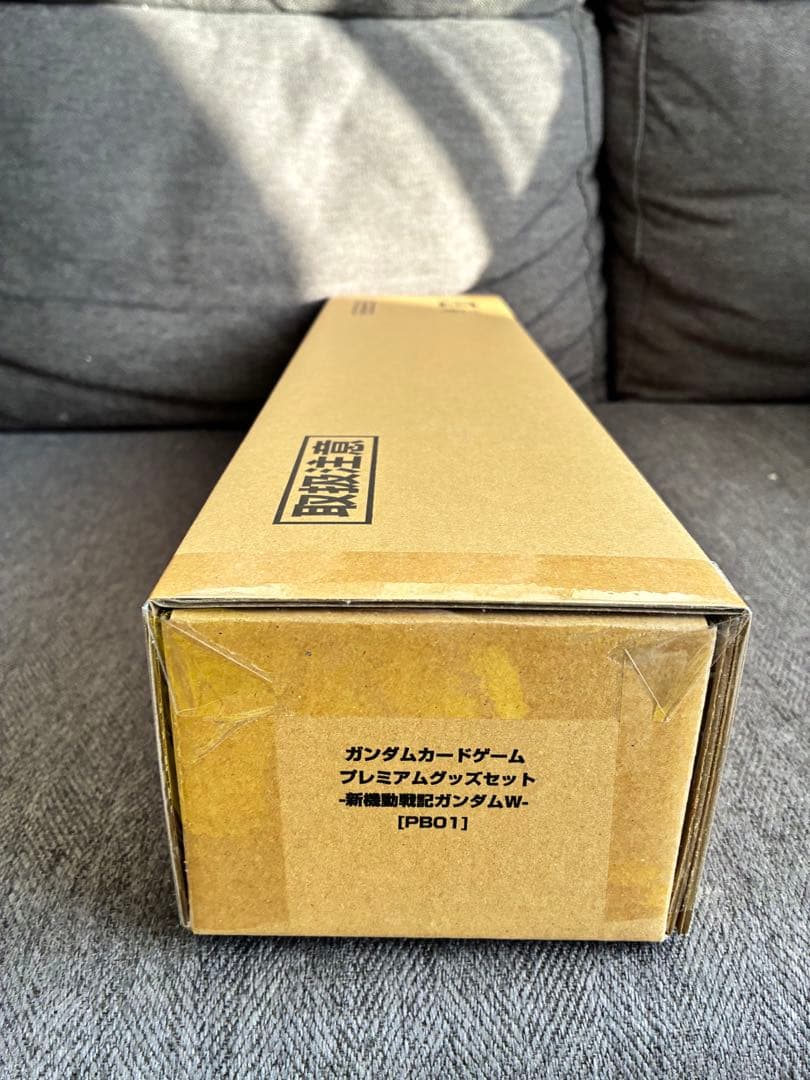 取扱注意
ガンダムカードゲーム
プレミアムグッズセット
-新機動戦記ガンダムW-
[PB01]